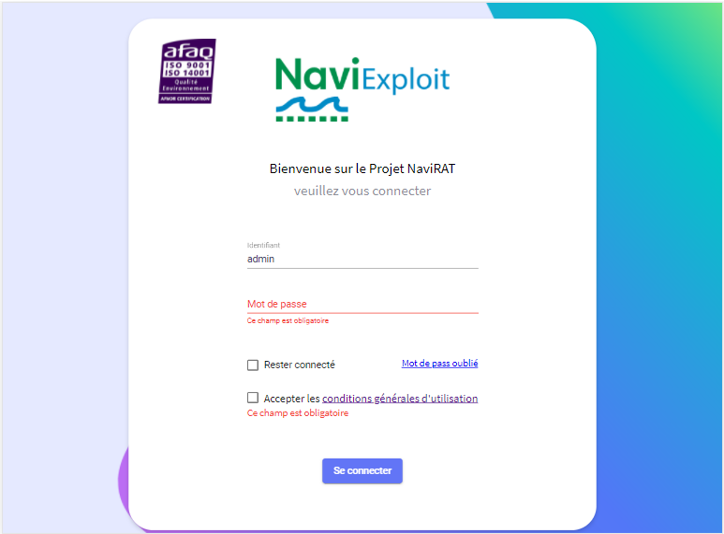 afaq
ISO 9001
ISO 14001
Qualité
Environnement
AFNOR CERTIFICATION
NaviExploit
Bienvenue sur le Projet NaviRAT
veuillez vous connecter
Identifiant
admin
Mot de passe
Ce champ est obligatoire
Rester connecté Mot de pass oublié
Accepter les conditions générales d'utilisation
Ce champ est obligatoire
Se connecter